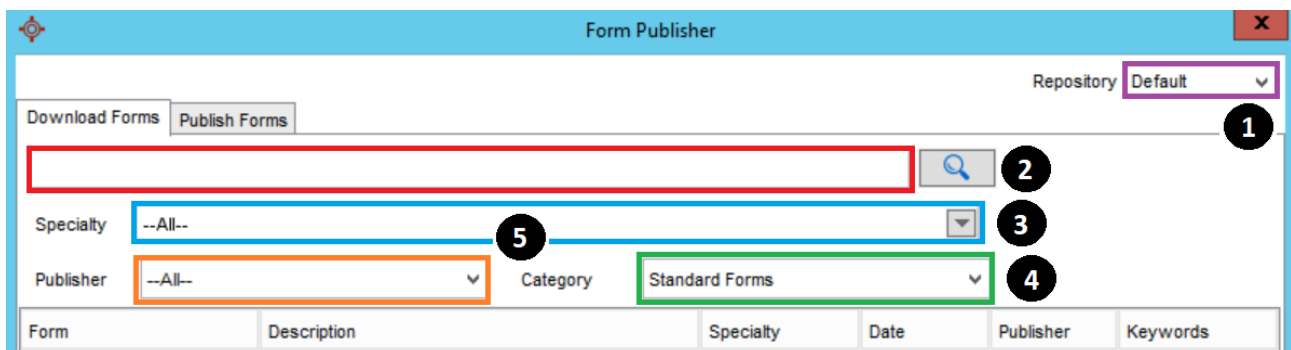 Form Publisher
X
Repository Default
1
Download Forms Publish Forms
2
Specialty --All--
3
5
Publisher --All-- Category Standard Forms
4
Form Description Specialty Date Publisher Keywords